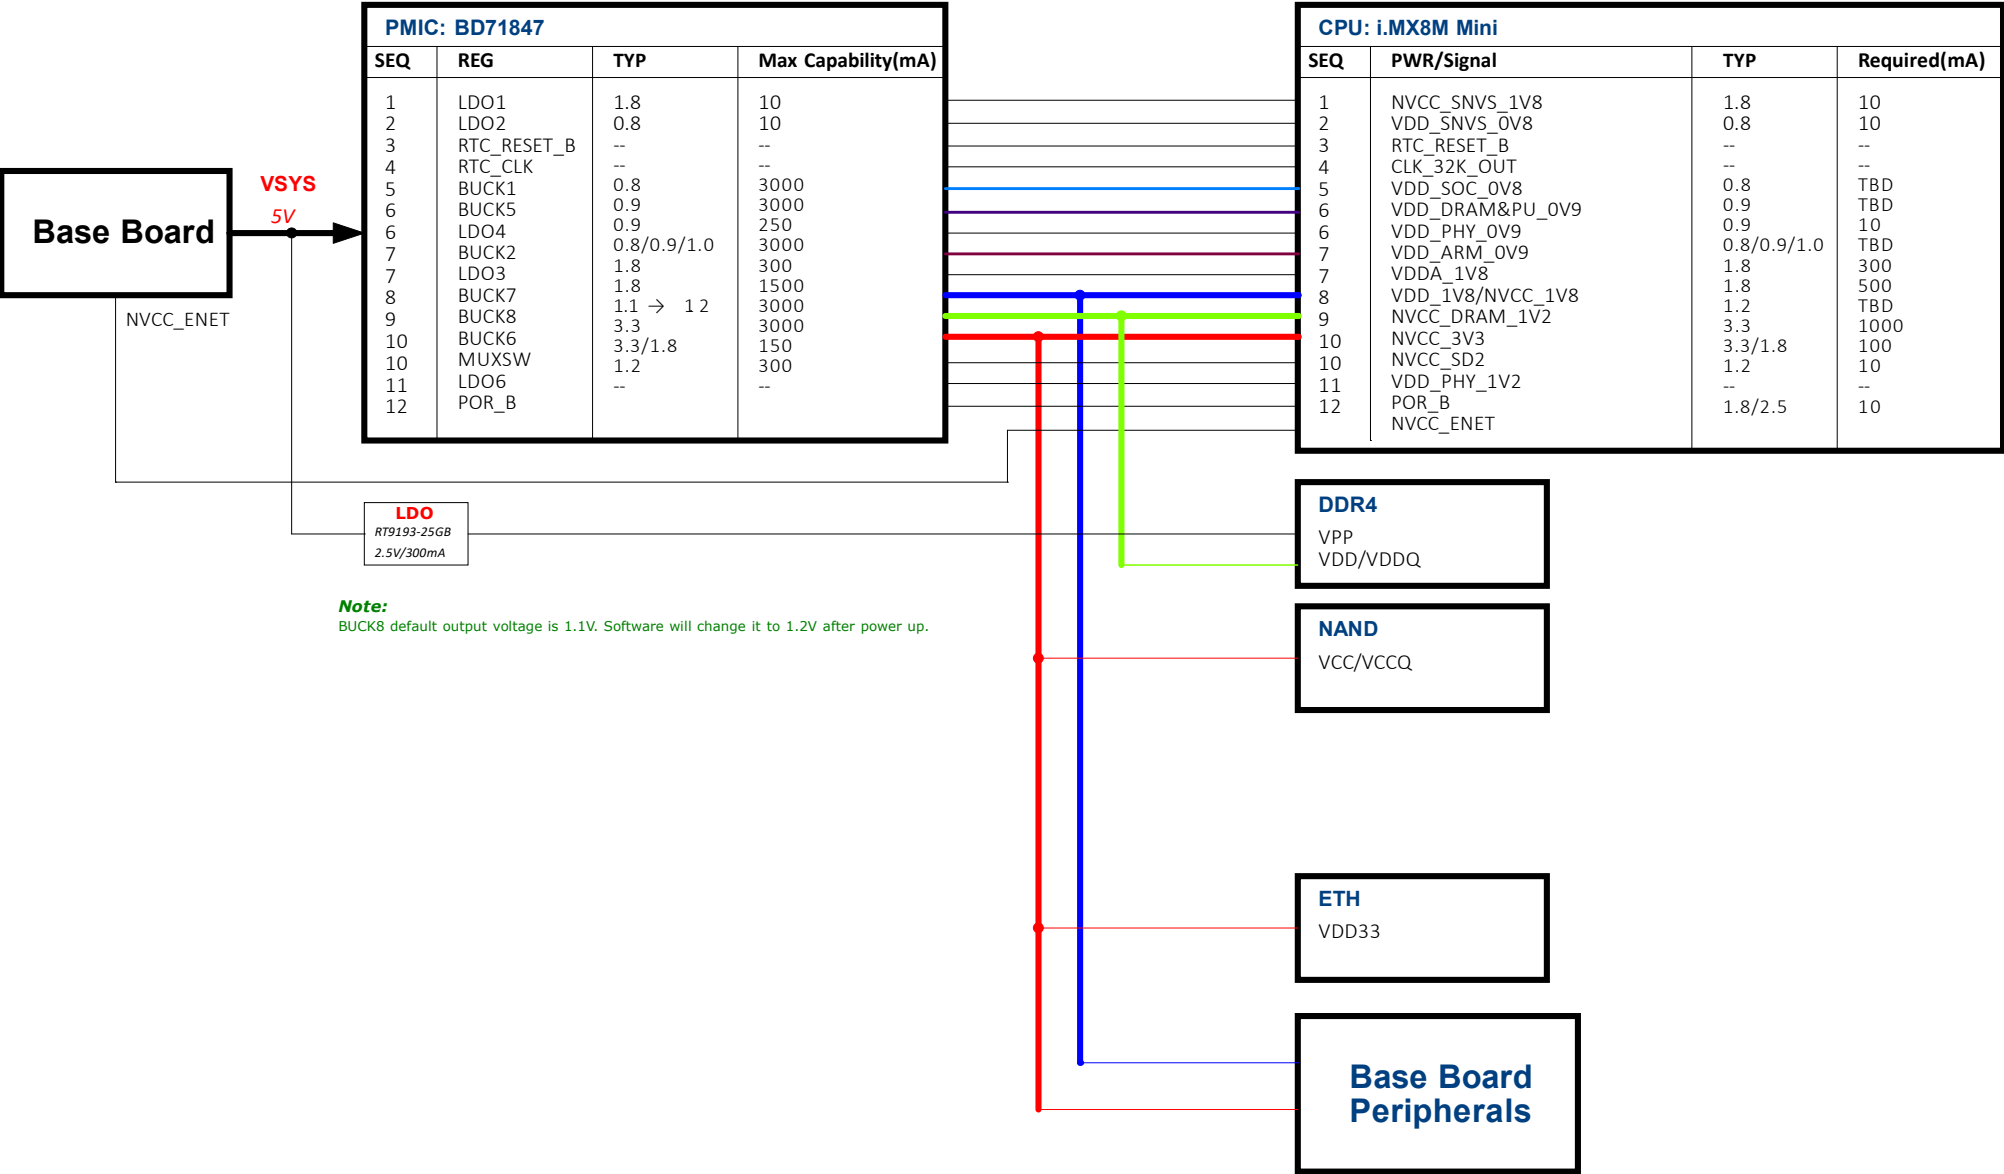 PMIC: BD71847
SEQ REG TYP Max Capability(mA)
1 LDO1 1.8 10
2 LDO2 0.8 10
3 RTC_RESET_B -- --
4 RTC_CLK -- --
5 BUCK1 0.8 3000
6 BUCK5 0.9 3000
6 LDO4 0.9 250
7 BUCK2 0.8/0.9/1.0 3000
7 LDO3 1.8 300
8 BUCK7 1.8 1500
9 BUCK8 1.1 → 1 2 3000
10 BUCK6 3.3 3000
10 MUXSW 3.3/1.8 150
11 LDO6 1.2 300
12 POR_B -- --
CPU: i.MX8M Mini
SEQ PWR/Signal TYP Required(mA)
1 NVCC_SNVS_1V8 1.8 10
2 VDD_SNVS_0V8 0.8 10
3 RTC_RESET_B -- --
4 CLK_32K_OUT -- --
5 VDD_SOC_0V8 0.8 TBD
6 VDD_DRAM&PU_0V9 0.9 TBD
6 VDD_PHY_0V9 0.9 10
7 VDD_ARM_0V9 0.8/0.9/1.0 TBD
7 VDDA_1V8 1.8 300
8 VDD_1V8/NVCC_1V8 1.8 500
9 NVCC_DRAM_1V2 1.2 TBD
10 NVCC_3V3 3.3 1000
10 NVCC_SD2 3.3/1.8 100
11 VDD_PHY_1V2 1.2 10
12 POR_B -- --
NVCC_ENET 1.8/2.5 10
Base Board
VSYS
5V
NVCC_ENET
LDO
RT9193-25GB
2.5V/300mA
Note:
BUCK8 default output voltage is 1.1V. Software will change it to 1.2V after power up.
DDR4
VPP
VDD/VDDQ
NAND
VCC/VCCQ
ETH
VDD33
Base Board
Peripherals